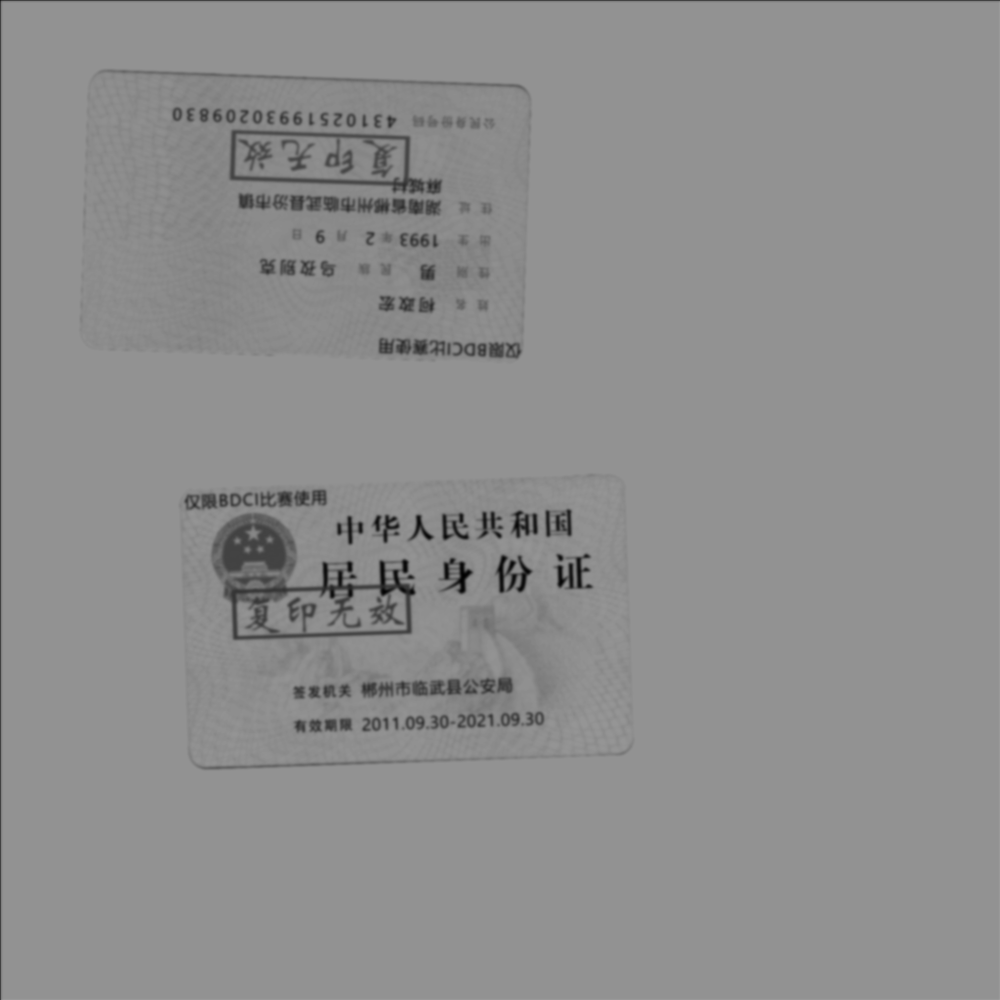 仅限BDCI比赛使用
姓名 柯政宏
性别 男 民族 乌孜别克
出生 1993 年 2 月 9 日
住址 湖南省郴州市临武县汾市镇
麻城村
复印无效
公民身份号码 43102519930209830
仅限BDCI比赛使用
中华人民共和国
居民身份证
复印无效
签发机关 郴州市临武县公安局
有效期限 2011.09.30-2021.09.30